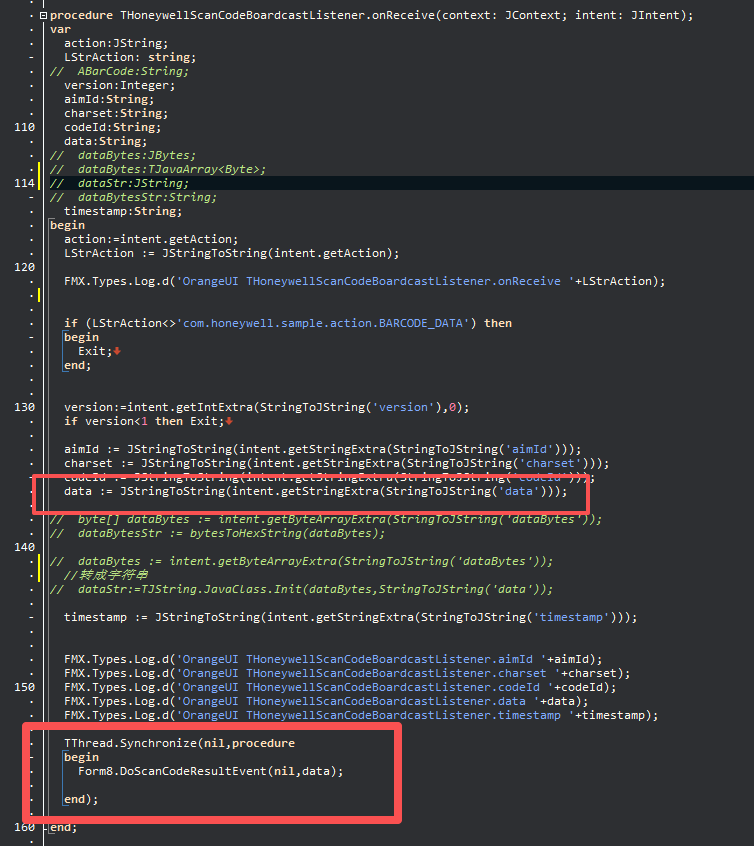 procedure THoneywellScanCodeBoardcastListener.onReceive(context: JContext; intent: JIntent);
var
action:JString;
LStrAction: string;
// ABarCode:String;
version:Integer;
aimId:String;
charset:String;
110 codeId:String;
data:String;
// dataBytes:JBytes;
// dataBytes:TJavaArray<Byte>;
114 // dataStr:JString;
// dataBytesStr:String;
timestamp:String;
begin
action:=intent.getAction;
LStrAction := JStringToString(intent.getAction);
120
FMX.Types.Log.d('OrangeUI THoneywellScanCodeBoardcastListener.onReceive '+LStrAction);
if (LStrAction<>'com.honeywell.sample.action.BARCODE_DATA') then
begin
Exit;
end;
130 version:=intent.getIntExtra(StringToJString('version'),0);
if version<1 then Exit;
aimId := JStringToString(intent.getStringExtra(StringToJString('aimId')));
charset := JStringToString(intent.getStringExtra(StringToJString('charset')));
codeId := JStringToString(intent.getStringExtra(StringToJString('codeId')));
data := JStringToString(intent.getStringExtra(StringToJString('data')));
// byte[] dataBytes := intent.getByteArrayExtra(StringToJString('dataBytes'));
// dataBytesStr := bytesToHexString(dataBytes);
140
// dataBytes := intent.getByteArrayExtra(StringToJString('dataBytes'));
//转成字符串
// dataStr:=TJString.JavaCLass.Init(dataBytes,StringToJString('data'));
timestamp := JStringToString(intent.getStringExtra(StringToJString('timestamp')));
FMX.Types.Log.d('OrangeUI THoneywellScanCodeBoardcastListener.aimId '+aimId);
FMX.Types.Log.d('OrangeUI THoneywellScanCodeBoardcastListener.charset '+charset);
150 FMX.Types.Log.d('OrangeUI THoneywellScanCodeBoardcastListener.codeId '+codeId);
FMX.Types.Log.d('OrangeUI THoneywellScanCodeBoardcastListener.data '+data);
FMX.Types.Log.d('OrangeUI THoneywellScanCodeBoardcastListener.timestamp '+timestamp);
TThread.Synchronize(nil,procedure
begin
Form8.DoScanCodeResultEvent(nil,data);
end);
160 end;